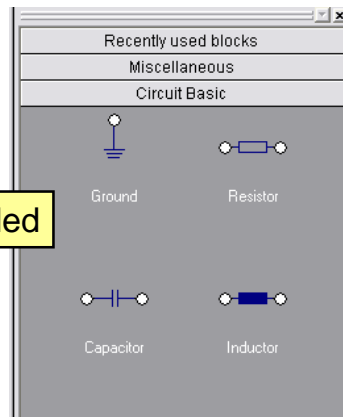 Recently used blocks
Miscellaneous
Circuit Basic
Ground Resistor
Capacitor Inductor